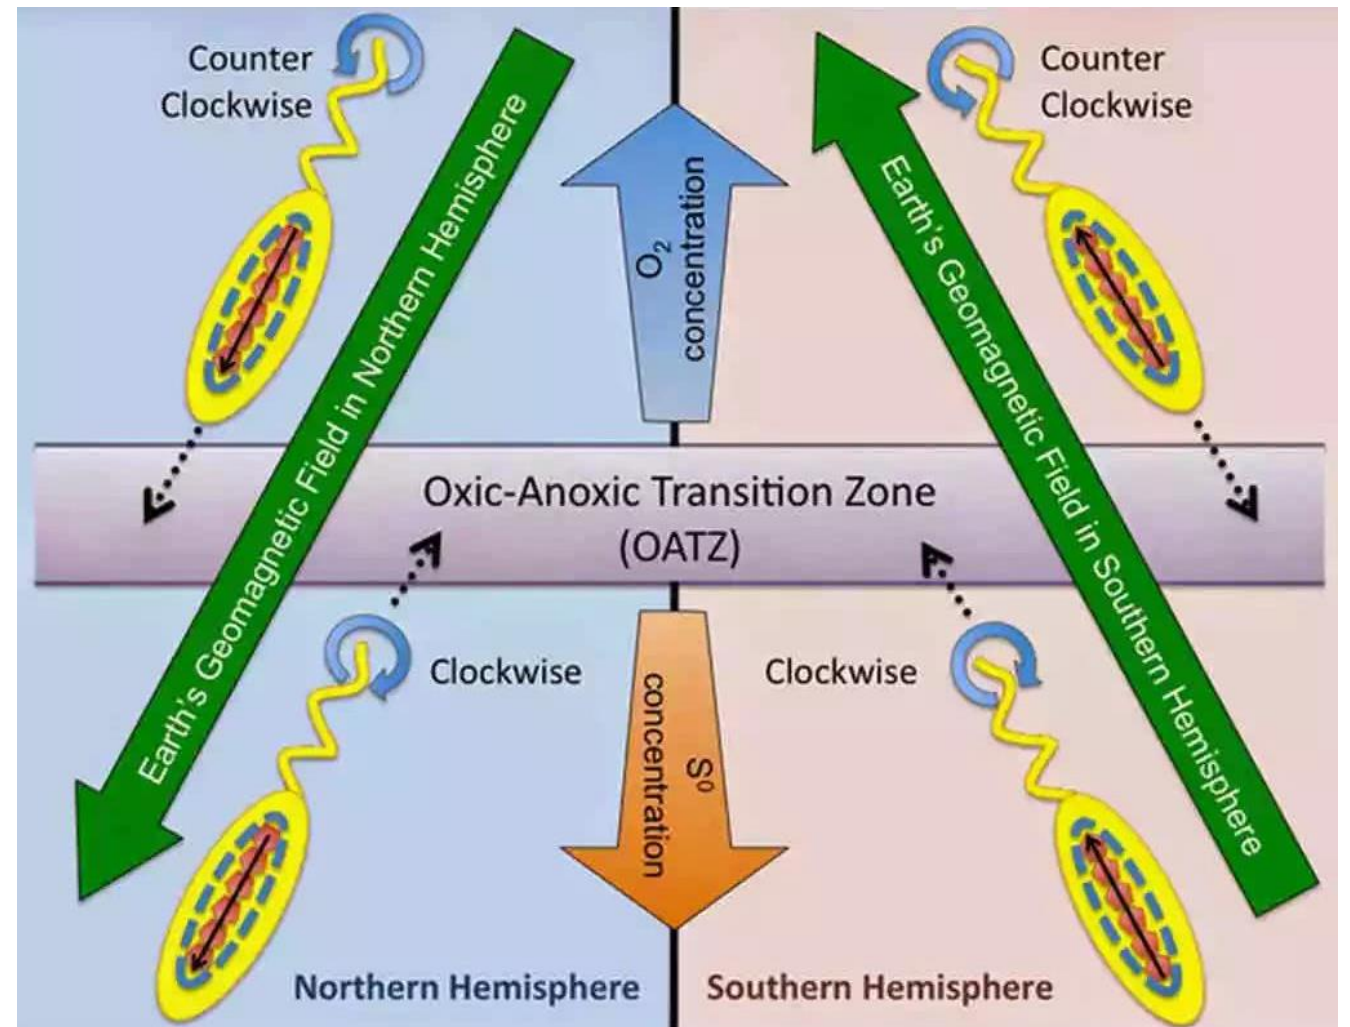 Counter
Clockwise
Earth's Geomagnetic Field in Northern Hemisphere
O₂
concentration
Earth's Geomagnetic Field in Southern Hemisphere
Counter
Clockwise
Oxic-Anoxic Transition Zone
(OATZ)
Clockwise
concentration
S⁰
Clockwise
Northern Hemisphere
Southern Hemisphere